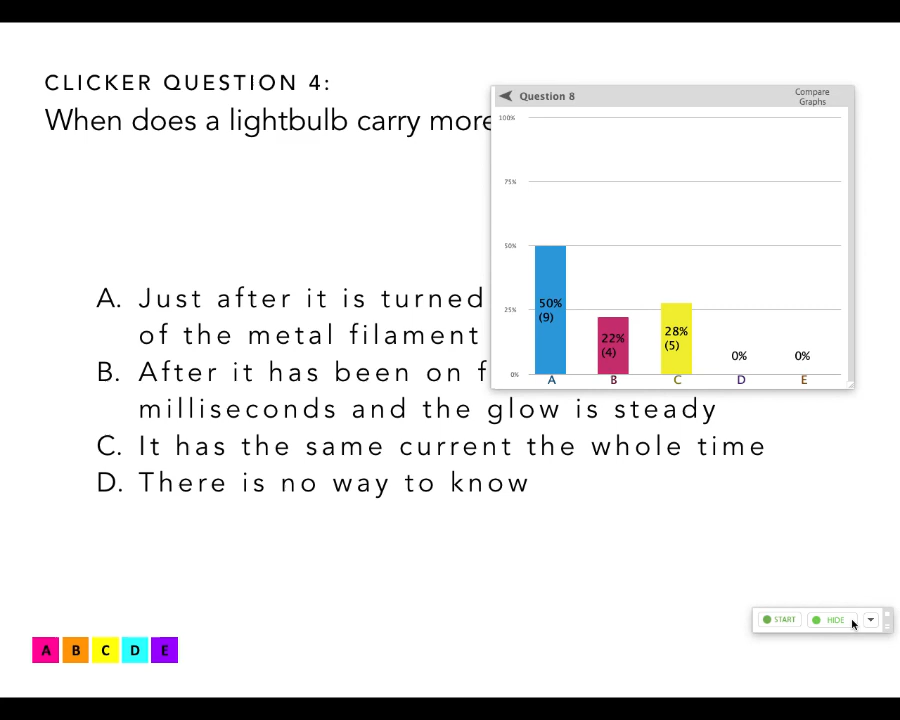 CLICKER QUESTION 4:
When does a lightbulb carry more
A. Just after it is turned
of the metal filament
B. After it has been on f
milliseconds and the glow is steady
C. It has the same current the whole time
D. There is no way to know
Question 8
Compare
Graphs
100%
75%
50%
25%
0%
50%
(9)
22%
(4)
28%
(5)
0%
0%
A B C D E
START HIDE
A B C D E